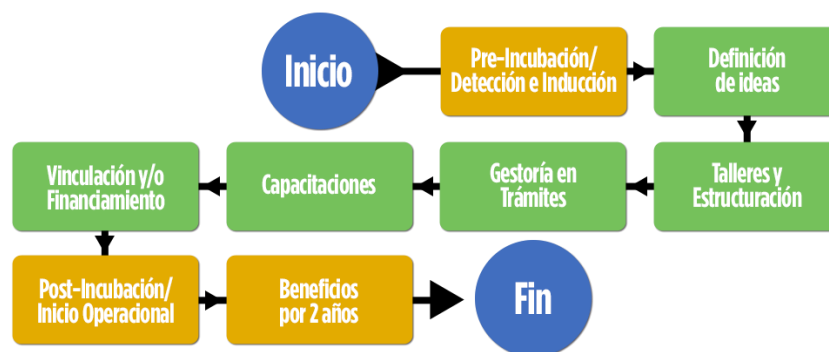 Inicio
Pre-Incubación/
Detección e Inducción
Definición
de ideas
Talleres y
Estructuración
Gestoría en
Trámites
Capacitaciones
Vinculación y/o
Financiamiento
Post-Incubación/
Inicio Operacional
Beneficios
por 2 años
Fin